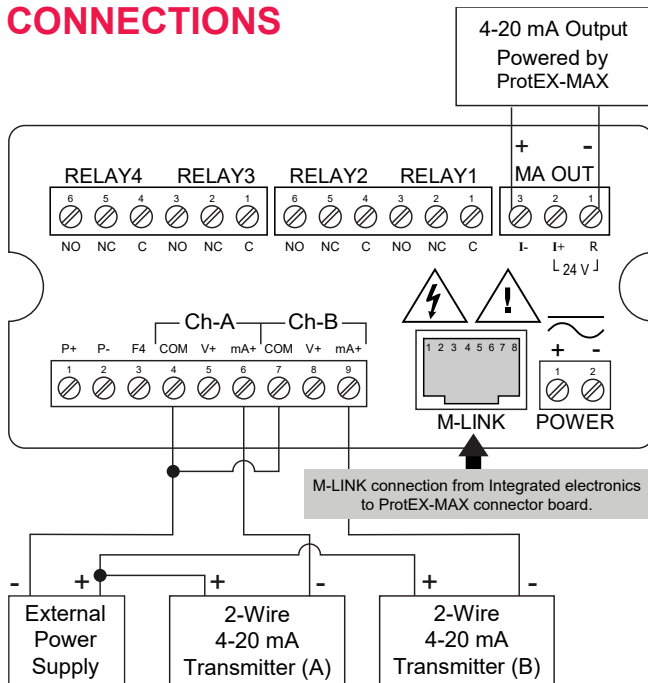 CONNECTIONS
4-20 mA Output
Powered by
ProtEX-MAX
+ -
RELAY4 RELAY3 RELAY2 RELAY1 MA OUT
6 5 4 3 2 1 6 5 4 3 2 1 3 2 1
NO NC C NO NC C NO NC C NO NC C I- I+ R
24 V
Ch-A Ch-B
P+ P- F4 COM V+ mA+ COM V+ mA+
1 2 3 4 5 6 7 8 9
1 2 3 4 5 6 7 8
+ -
1 2
M-LINK POWER
M-LINK connection from Integrated electronics
to ProtEX-MAX connector board.
- + + - + -
External
Power
Supply
2-Wire
4-20 mA
Transmitter (A)
2-Wire
4-20 mA
Transmitter (B)